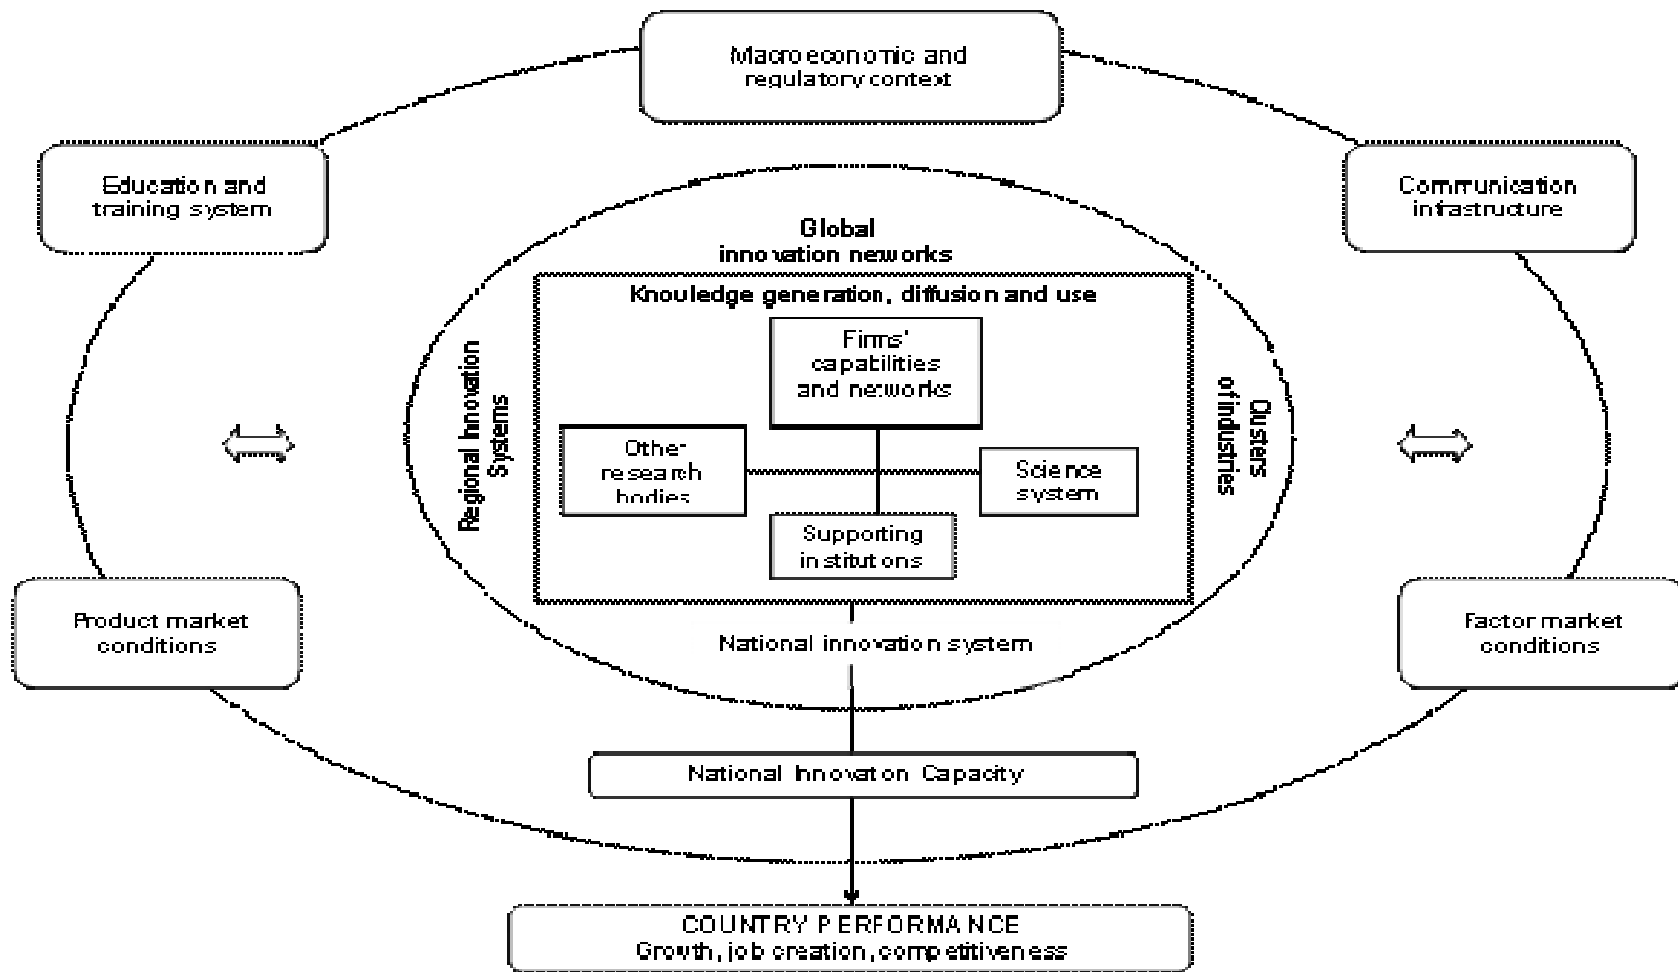 Macroeconomic and
regulatory context
Education and
training system
Communication
infrastructure
Global
innovation networks
Knowledge generation, diffusion and use
Firms'
capabilities
and networks
Regional Innovation
Systems
Clusters
of industries
Other
research
bodies
Science
system
Supporting
institutions
Product market
conditions
National innovation system
Factor market
conditions
National Innovation Capacity
COUNTRY PERFORMANCE
Growth, job creation, competitiveness